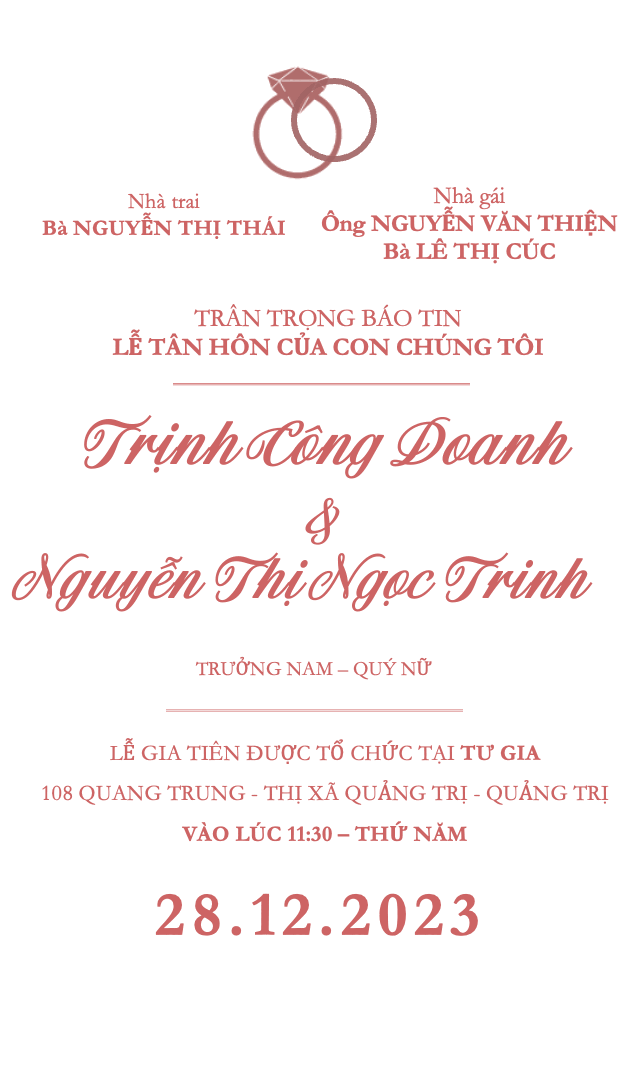 Nhà trai
Bà NGUYỄN THỊ THÁI
Nhà gái
Ông NGUYỄN VĂN THIỆN
Bà LÊ THỊ CÚC
TRÂN TRỌNG BÁO TIN
LỄ TÂN HÔN CỦA CON CHÚNG TÔI
Trịnh Công Doanh
&
Nguyễn Thị Ngọc Trinh
TRƯỞNG NAM – QUÝ NỮ
LỄ GIA TIÊN ĐƯỢC TỔ CHỨC TẠI TƯ GIA
108 QUANG TRUNG - THỊ XÃ QUẢNG TRỊ - QUẢNG TRỊ
VÀO LÚC 11:30 – THỨ NĂM
28.12.2023